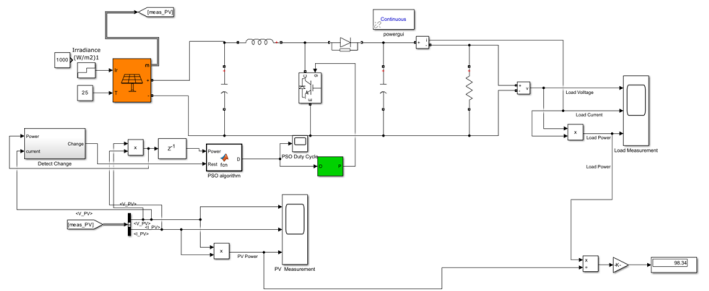 [meas_PV]
Continuous
powergui
Irradiance
(W/m2)1
1000
25
T
m
+
-
+
i
-
+
v
-
Load Voltage
Load Current
Load Power
Load Measurement
Power
current
Change
Detect Change
x
Z-1
Power
Rest
fcn
D
PSO algorithm
PSO Duty Cycle
D
P
x
Load Power
<V_PV>
<I_PV>
[meas_PV]
<V_PV>
<I_PV>
x
PV Power
PV Measurement
x
÷
-K-
98.34